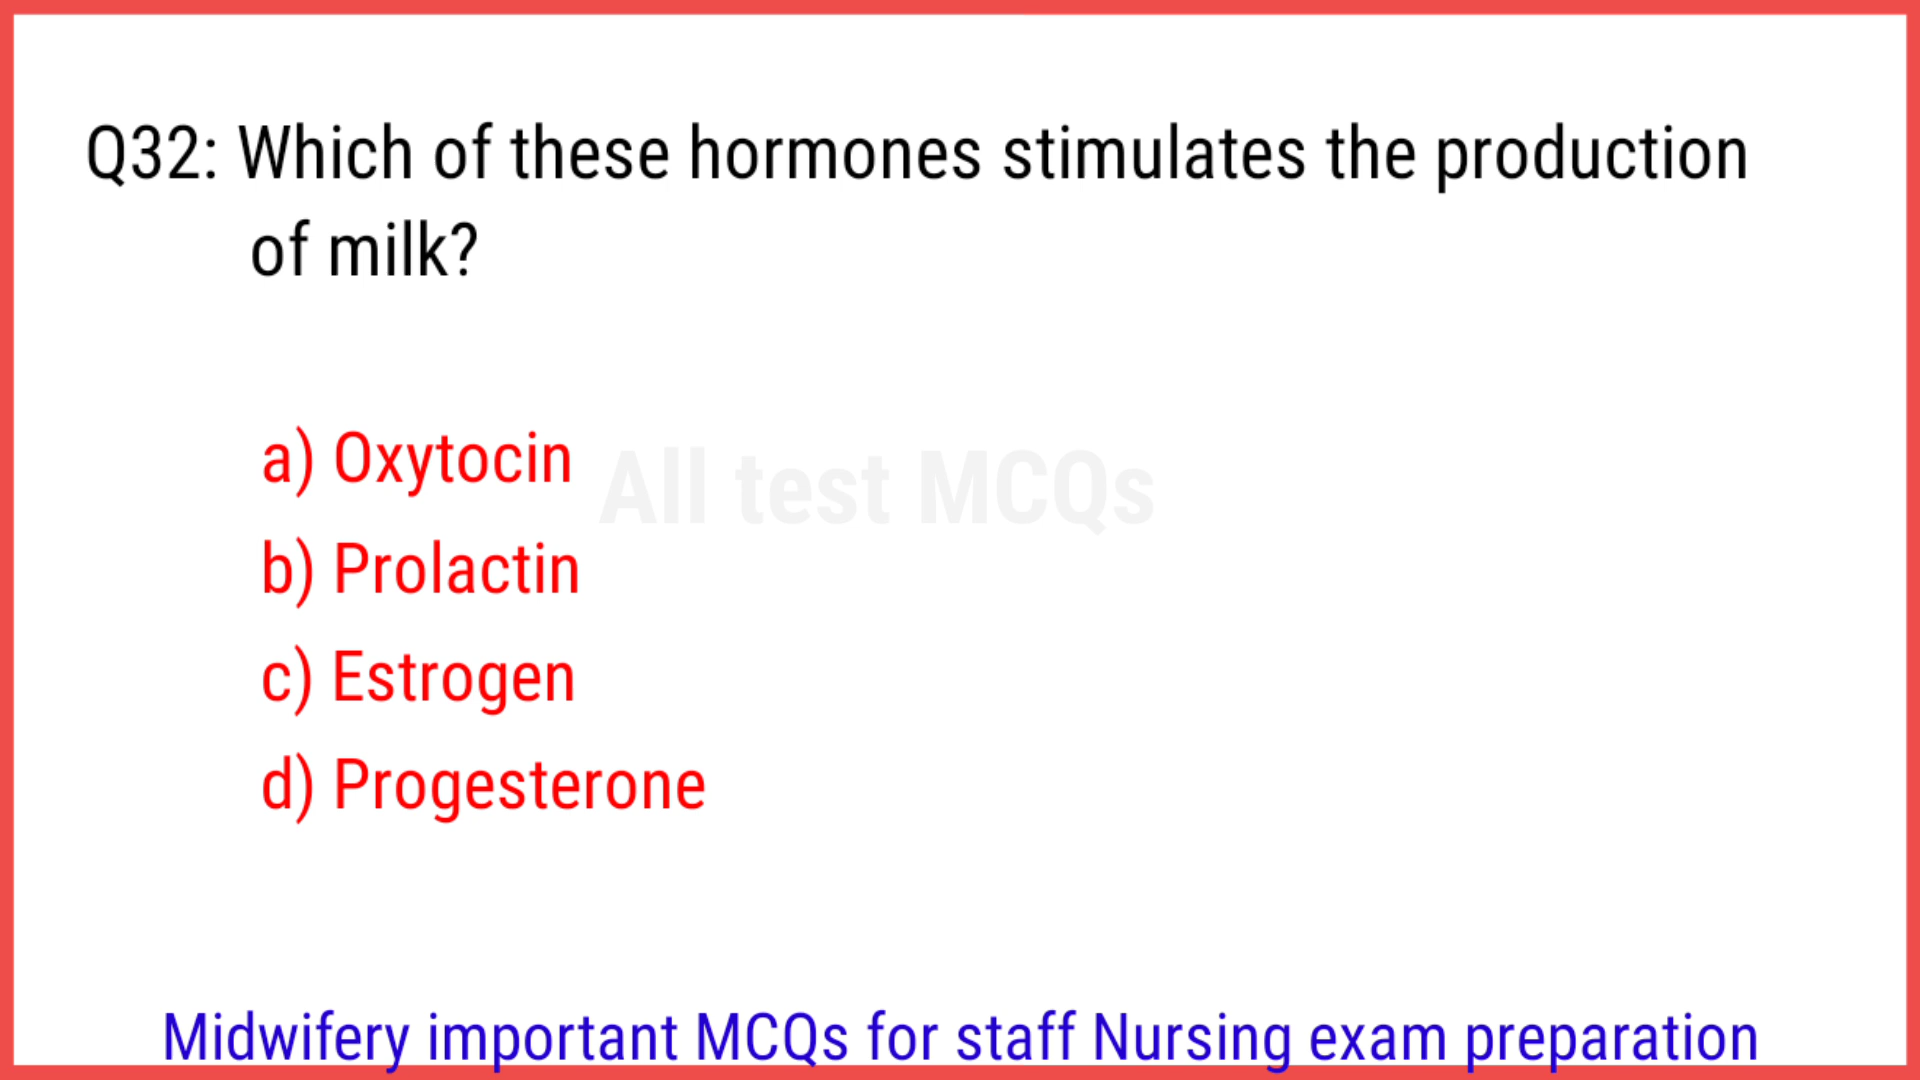 Q32: Which of these hormones stimulates the production
of milk?
a) Oxytocin
All test MCQs
b) Prolactin
c) Estrogen
d) Progesterone
Midwifery important MCQs for staff Nursing exam preparation